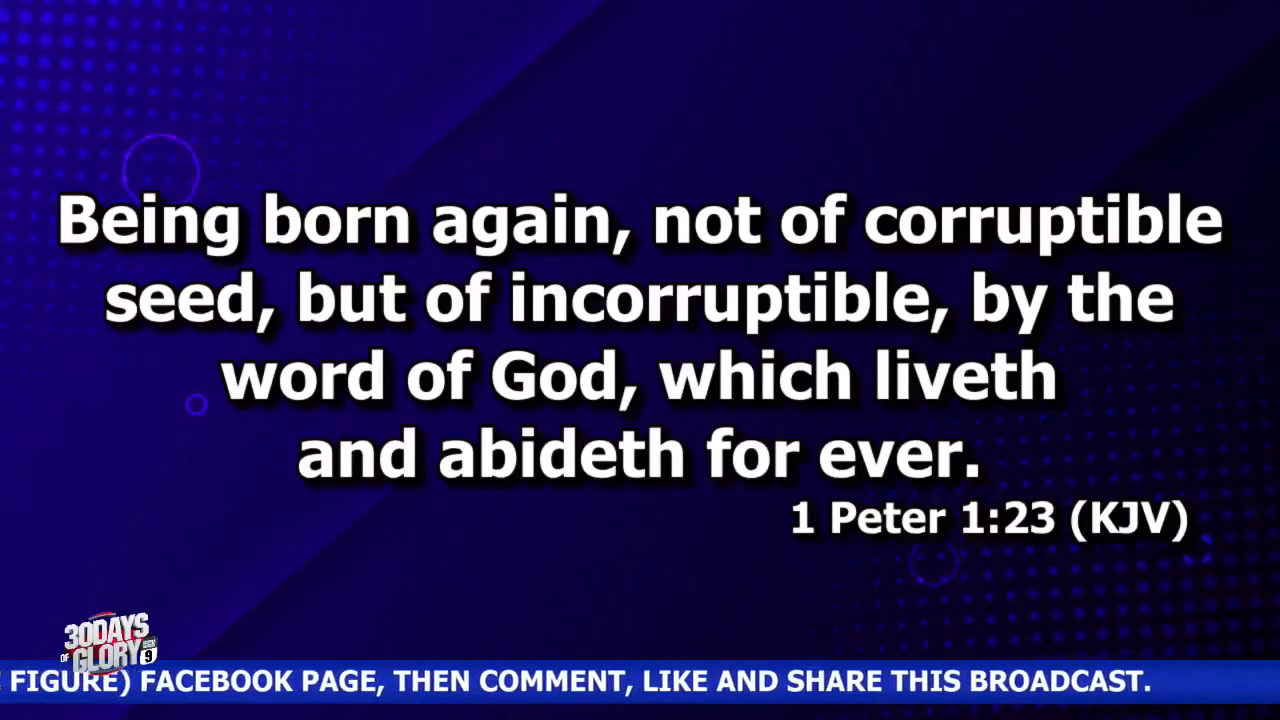 Being born again, not of corruptible
seed, but of incorruptible, by the
word of God, which liveth
and abideth for ever.
1 Peter 1:23 (KJV)
30DAYS
OF GLORY
9
FIGURE) FACEBOOK PAGE, THEN COMMENT, LIKE AND SHARE THIS BROADCAST.